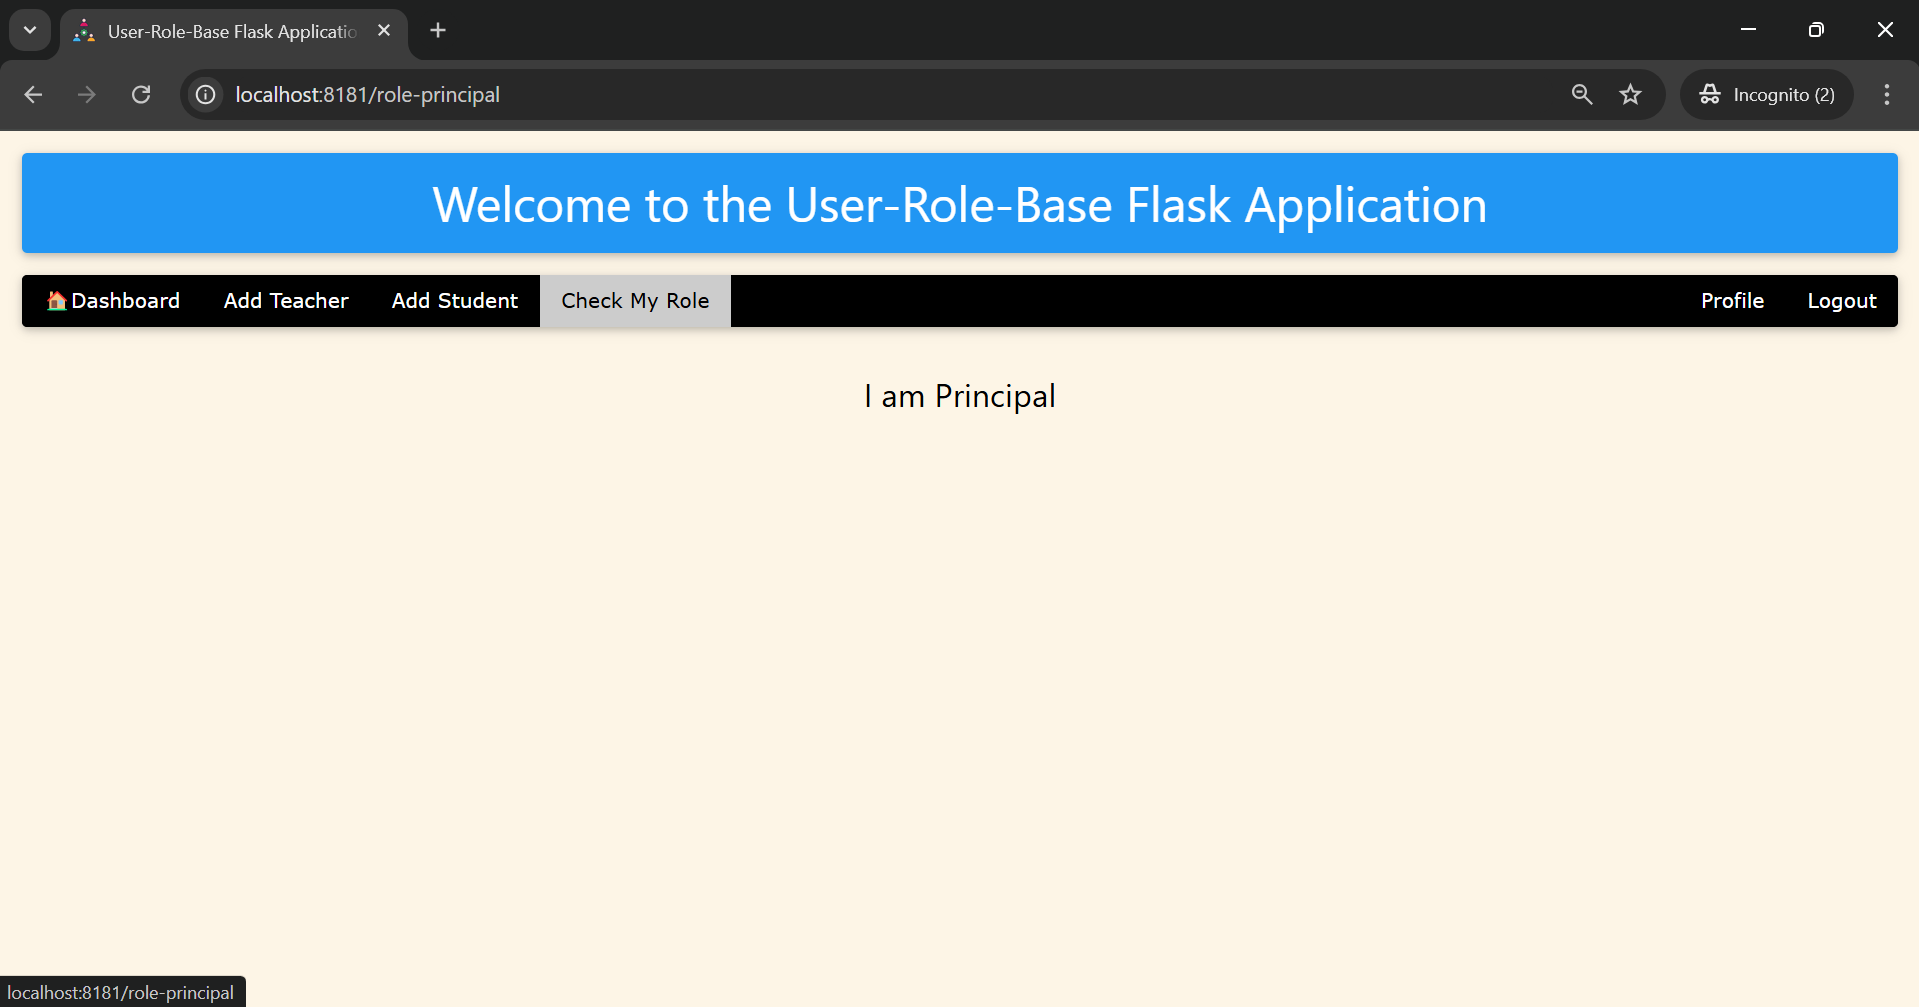 User-Role-Base Flask Applicatio
localhost:8181/role-principal
Incognito (2)
Welcome to the User-Role-Base Flask Application
Dashboard Add Teacher Add Student Check My Role Profile Logout
I am Principal
localhost:8181/role-principal